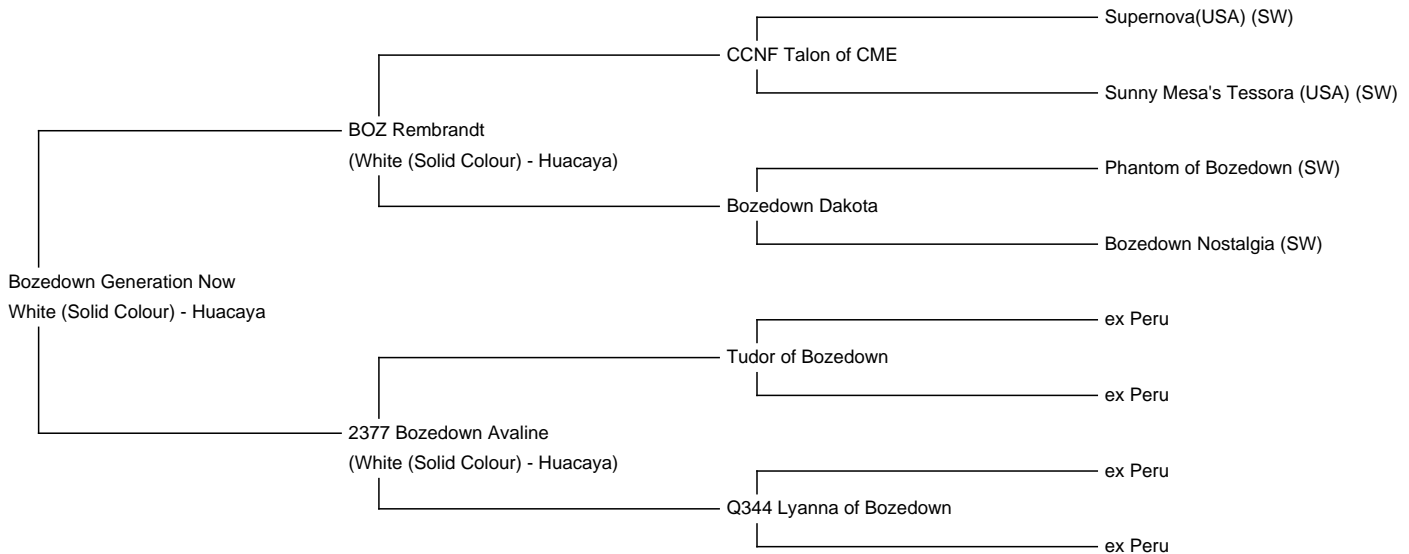 Supernova(USA) (SW)
CCNF Talon of CME
Sunny Mesa's Tessora (USA) (SW)
BOZ Rembrandt
(White (Solid Colour) - Huacaya)
Phantom of Bozedown (SW)
Bozedown Dakota
Bozedown Nostalgia (SW)
Bozedown Generation Now
White (Solid Colour) - Huacaya
ex Peru
Tudor of Bozedown
ex Peru
2377 Bozedown Avaline
(White (Solid Colour) - Huacaya)
ex Peru
Q344 Lyanna of Bozedown
ex Peru